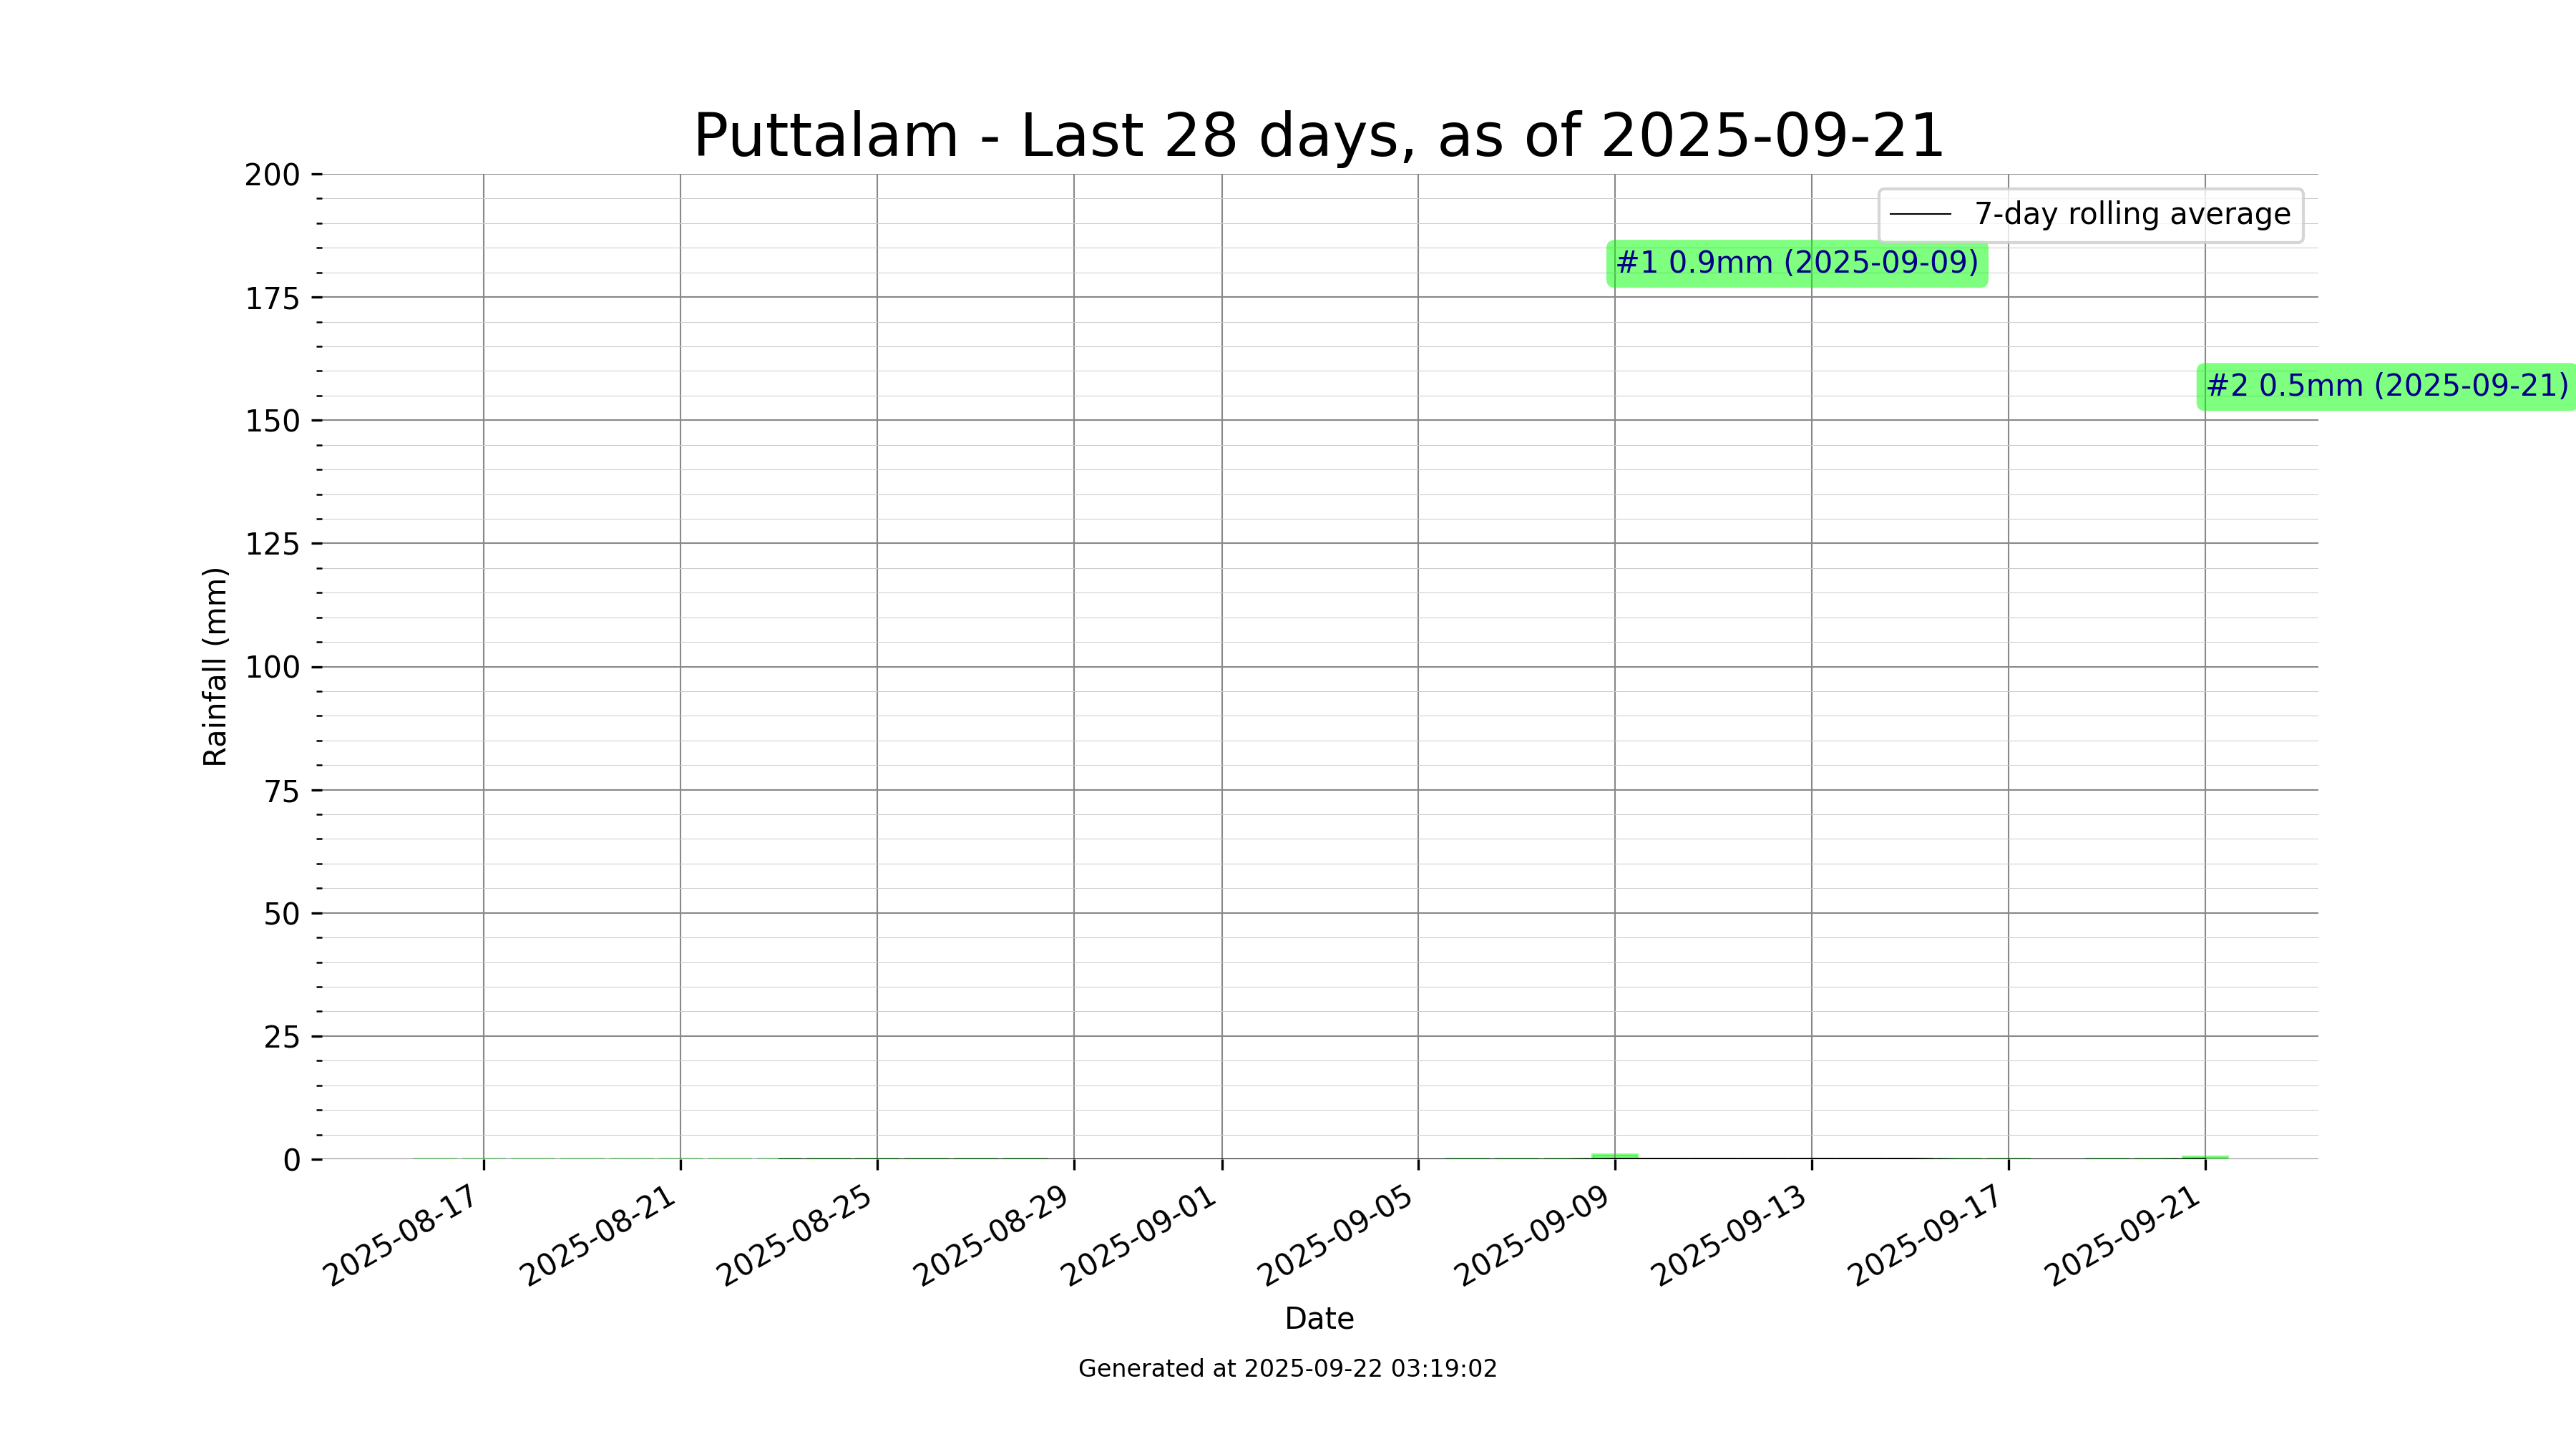 Puttalam - Last 28 days, as of 2025-09-21
7-day rolling average
#1 0.9mm (2025-09-09)
#2 0.5mm (2025-09-21)
Rainfall (mm)
200
175
150
125
100
75
50
25
0
2025-08-17
2025-08-21
2025-08-25
2025-08-29
2025-09-01
2025-09-05
2025-09-09
2025-09-13
2025-09-17
2025-09-21
Date
Generated at 2025-09-22 03:19:02